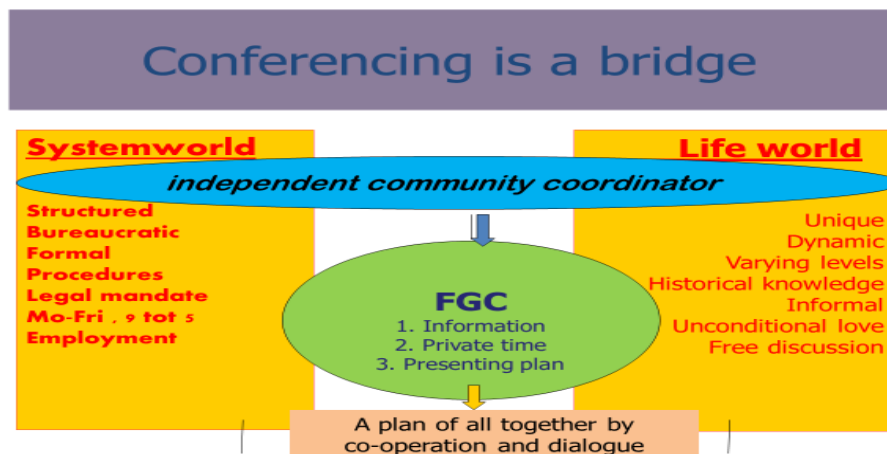 Conferencing is a bridge
Systemworld
Life world
independent community coordinator
Structured
Bureaucratic
Formal
Procedures
Legal mandate
Mo-Fri , 9 tot 5
Employment
FGC
1. Information
2. Private time
3. Presenting plan
Unique
Dynamic
Varying levels
Historical knowledge
Informal
Unconditional love
Free discussion
A plan of all together by
co-operation and dialogue